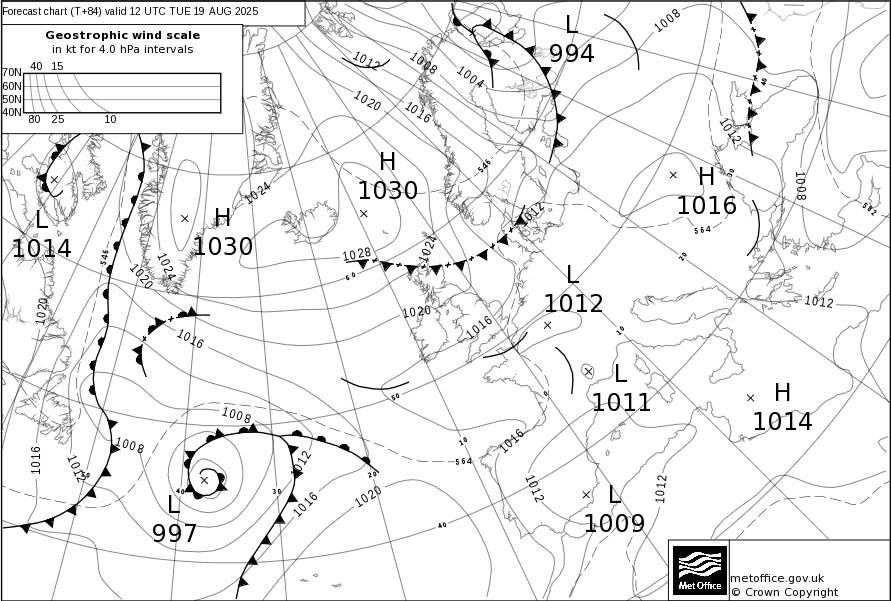 Forecast chart (T+84) valid 12 UTC TUE 19 AUG 2025
Geostrophic wind scale
in kt for 4.0 hPa intervals
40 15
70N
60N
50N
40N
80 25 10
L
994
1008
1012
1008
1004
1020
1016
40
1012
546
H
1030
H
1016
30
1008
552
564
20
L
1014
H
1030
1024
1024
1020
546
1020
1028
60
1024
1012
1020
1016
1016
L
1012
1012
10
L
1011
H
1014
50
0
1008
1008
1016
1012
50
1012
10
564
20
1016
1020
30
40
40
L
997
1016
1012
1012
L
1009
Met Office
metoffice.gov.uk
© Crown Copyright